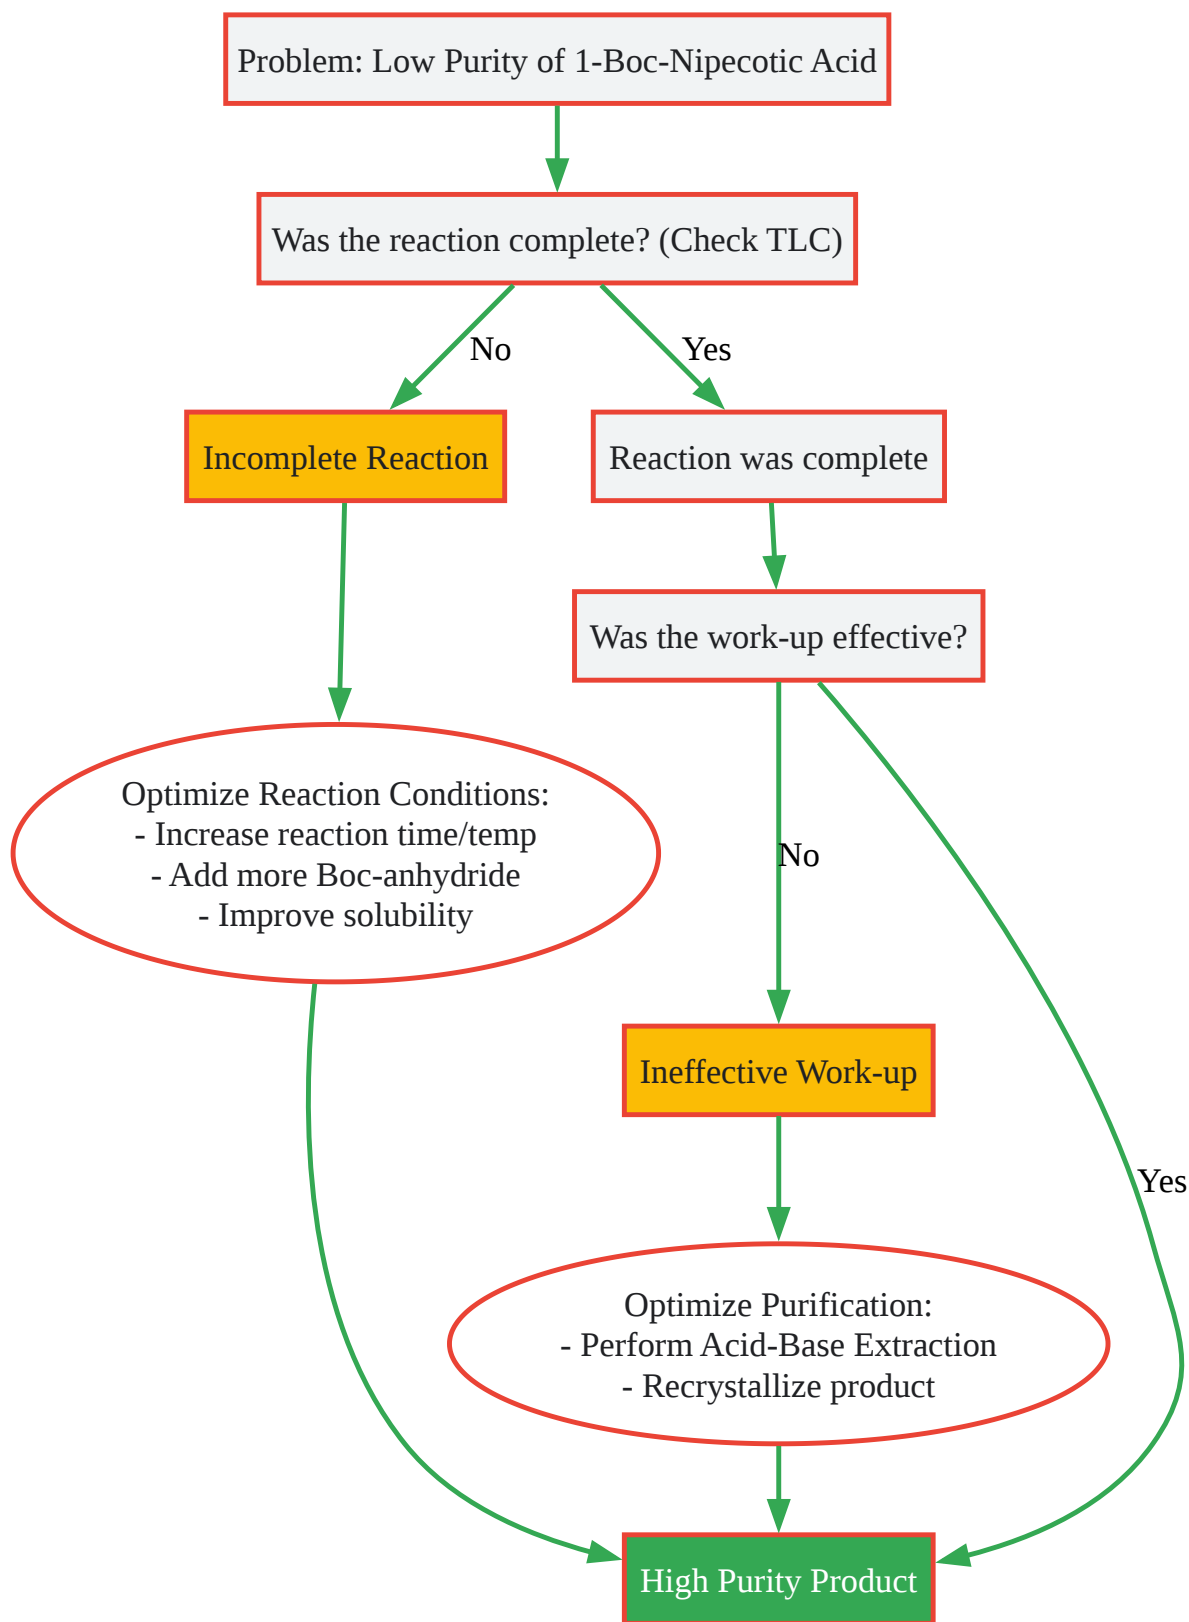 Problem: Low Purity of 1-Boc-Nipecotic Acid
Was the reaction complete? (Check TLC)
No
Yes
Incomplete Reaction
Reaction was complete
Was the work-up effective?
Optimize Reaction Conditions:
- Increase reaction time/temp
- Add more Boc-anhydride
- Improve solubility
No
Ineffective Work-up
Yes
Optimize Purification:
- Perform Acid-Base Extraction
- Recrystallize product
High Purity Product